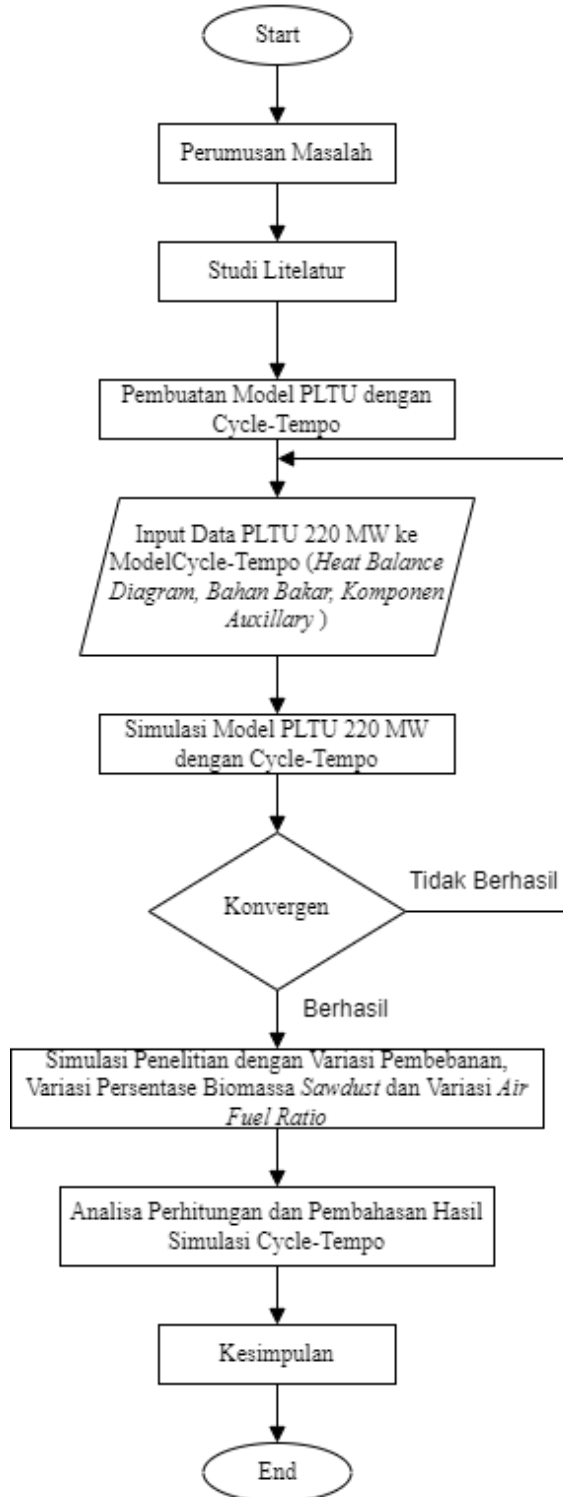 Start
Perumusan Masalah
Studi Litelatur
Pembuatan Model PLTU dengan
Cycle-Tempo
Input Data PLTU 220 MW ke
ModelCycle-Tempo (Heat Balance
Diagram, Bahan Bakar, Komponen
Auxillary )
Simulasi Model PLTU 220 MW
dengan Cycle-Tempo
Konvergen
Tidak Berhasil
Berhasil
Simulasi Penelitian dengan Variasi Pembebanan,
Variasi Persentase Biomassa Sawdust dan Variasi Air
Fuel Ratio
Analisa Perhitungan dan Pembahasan Hasil
Simulasi Cycle-Tempo
Kesimpulan
End